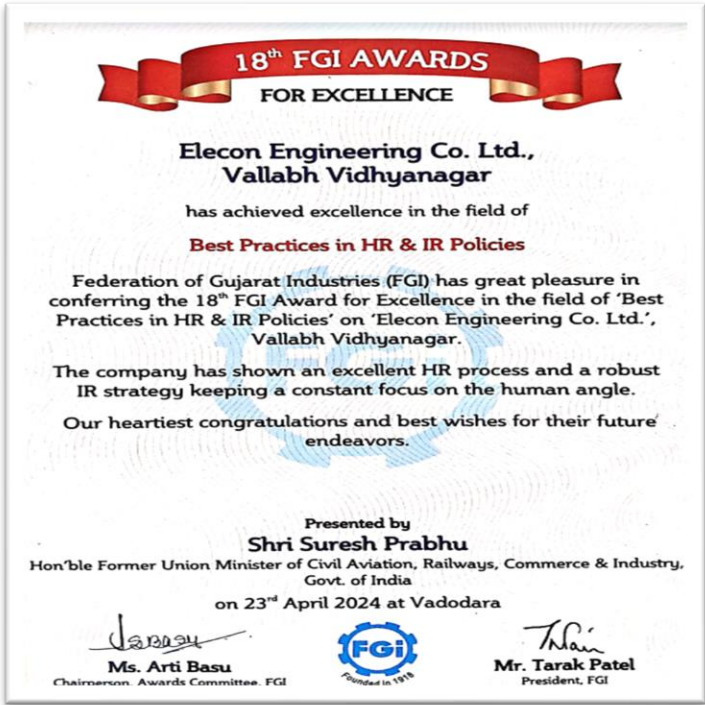 18th FGI AWARDS
FOR EXCELLENCE
Elecon Engineering Co. Ltd.,
Vallabh Vidhyanagar
has achieved excellence in the field of
Best Practices in HR & IR Policies
Federation of Gujarat Industries (FGI) has great pleasure in
conferring the 18th FGI Award for Excellence in the field of ‘Best
Practices in HR & IR Policies’ on ‘Elecon Engineering Co. Ltd.’,
Vallabh Vidhyanagar.
The company has shown an excellent HR process and a robust
IR strategy keeping a constant focus on the human angle.
Our heartiest congratulations and best wishes for their future
endeavors.
Presented by
Shri Suresh Prabhu
Hon’ble Former Union Minister of Civil Aviation, Railways, Commerce & Industry,
Govt. of India
on 23rd April 2024 at Vadodara
Ms. Arti Basu
Chairperson, Awards Committee, FGI
FGi
Founded in 1918
Mr. Tarak Patel
President, FGI